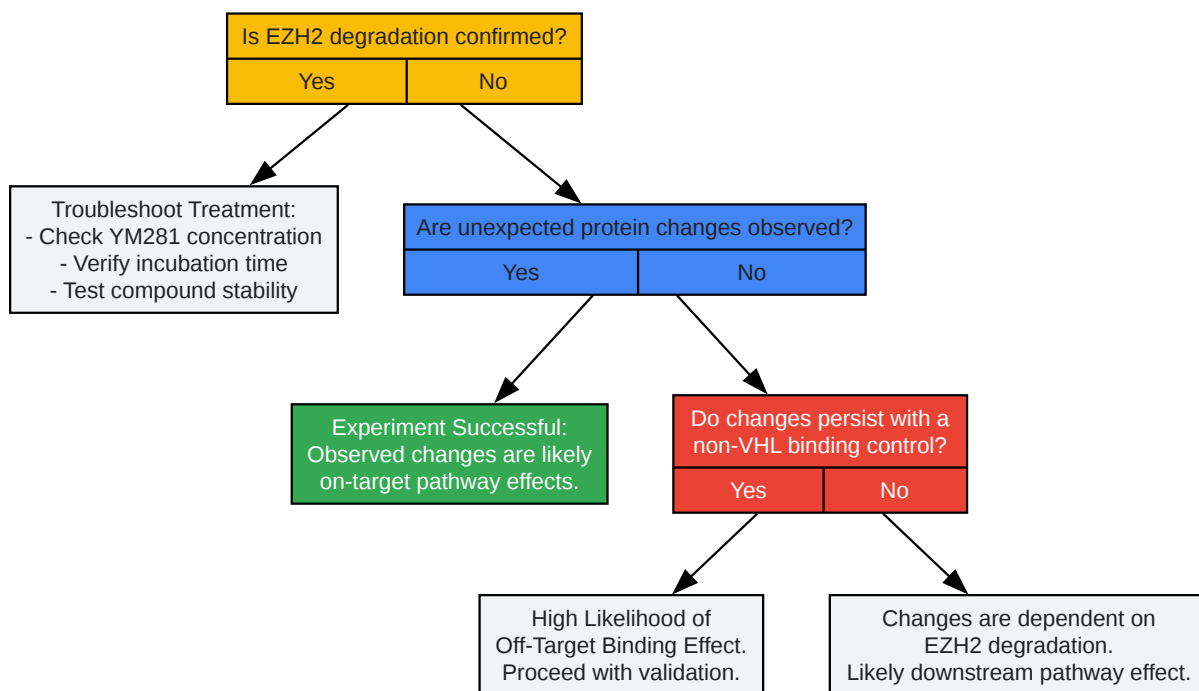 Is EZH2 degradation confirmed?
Yes
No
Troubleshoot Treatment:
- Check YM281 concentration
- Verify incubation time
- Test compound stability
Are unexpected protein changes observed?
Yes
No
Experiment Successful:
Observed changes are likely
on-target pathway effects.
Do changes persist with a
non-VHL binding control?
Yes
No
High Likelihood of
Off-Target Binding Effect.
Proceed with validation.
Changes are dependent on
EZH2 degradation.
Likely downstream pathway effect.